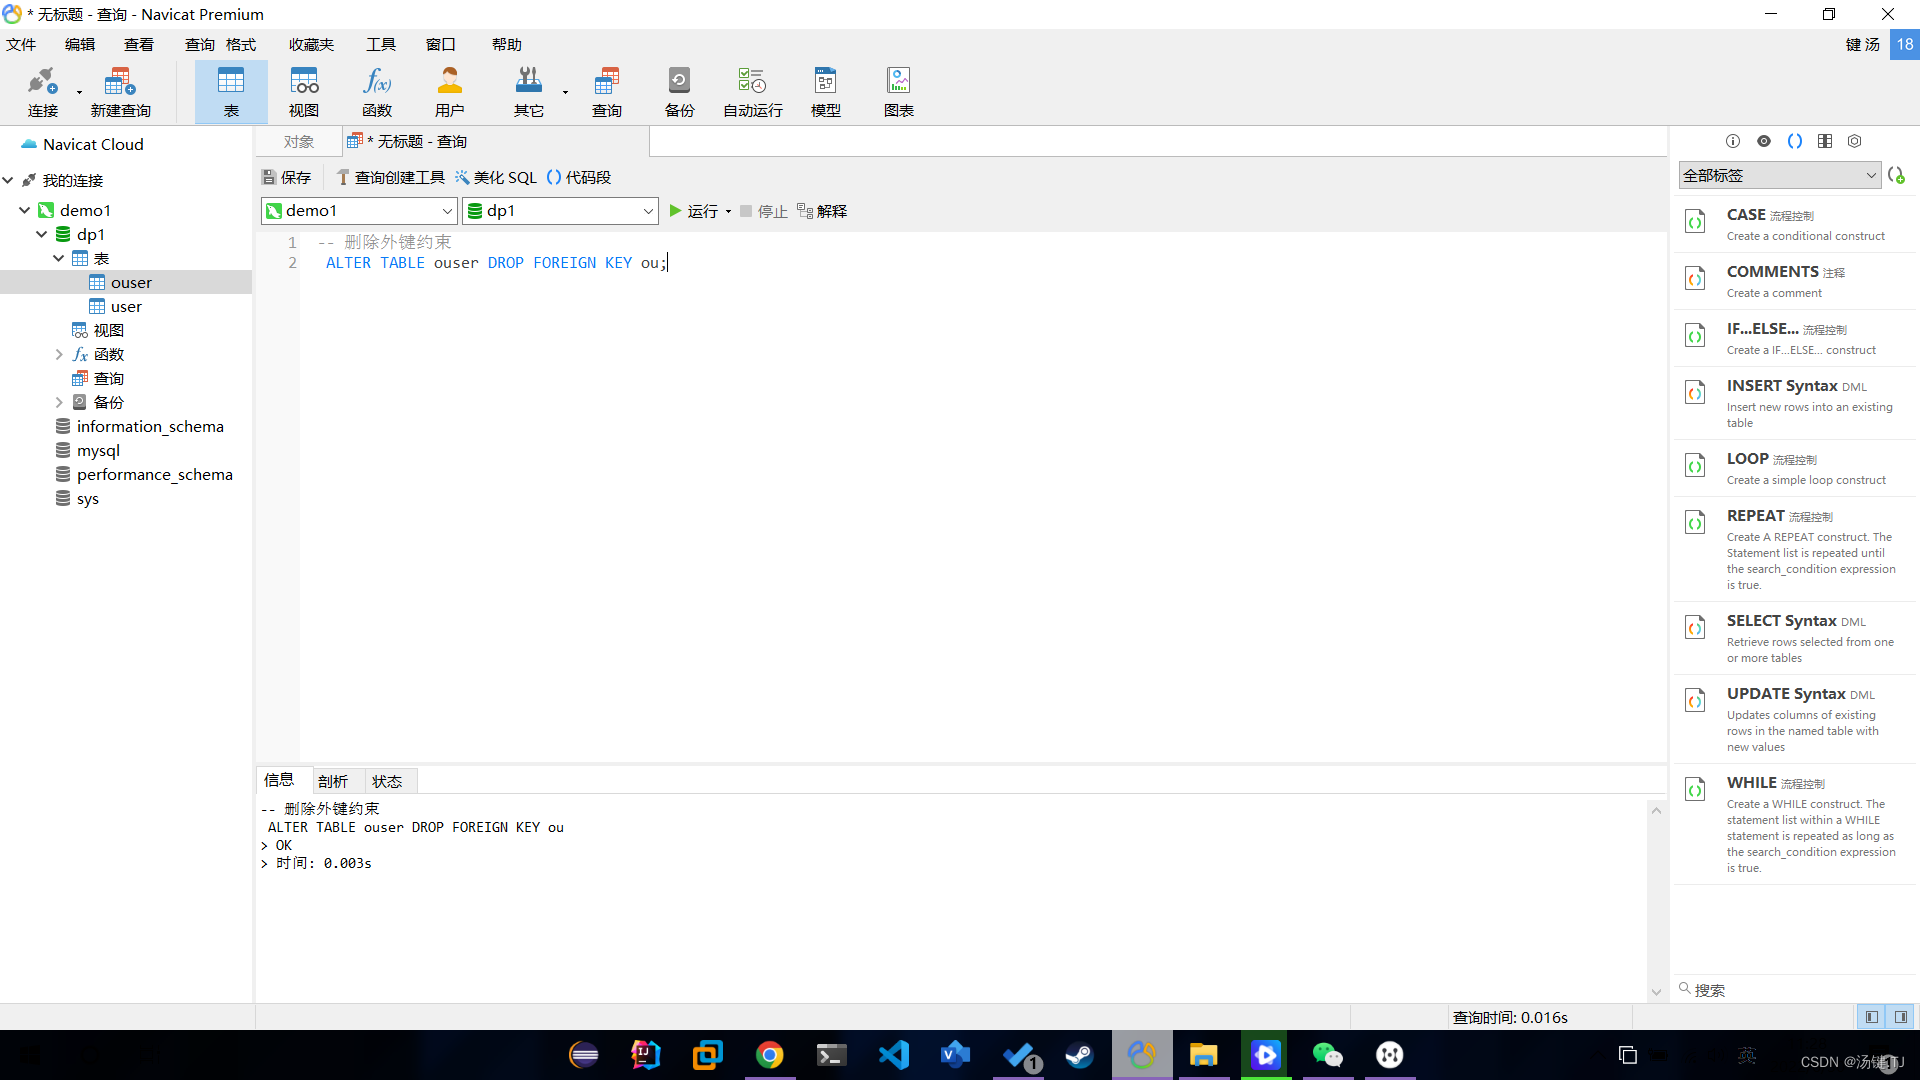 * 无标题 - 查询 - Navicat Premium
文件 编辑 查看 查询 格式 收藏夹 工具 窗口 帮助 键 汤 18
连接 新建查询 表 视图 函数 用户 其它 查询 备份 自动运行 模型 图表
Navicat Cloud
我的连接
demo1
dp1
表
ouser
user
视图
函数
查询
备份
information_schema
mysql
performance_schema
sys
对象 * 无标题 - 查询
保存 查询创建工具 美化 SQL 代码段
demo1 dp1 运行 停止 解释
1 -- 删除外键约束
2 ALTER TABLE ouser DROP FOREIGN KEY ou;
信息 剖析 状态
-- 删除外键约束
ALTER TABLE ouser DROP FOREIGN KEY ou
> OK
> 时间: 0.003s
全部标签
CASE 流程控制
Create a conditional construct
COMMENTS 注释
Create a comment
IF...ELSE... 流程控制
Create a IF...ELSE... construct
INSERT Syntax DML
Insert new rows into an existing
table
LOOP 流程控制
Create a simple loop construct
REPEAT 流程控制
Create A REPEAT construct. The
Statement list is repeated until
the search_condition expression
is true.
SELECT Syntax DML
Retrieve rows selected from one
or more tables
UPDATE Syntax DML
Updates columns of existing
rows in the named table with
new values
WHILE 流程控制
Create a WHILE construct. The
statement list within a WHILE
statement is repeated as long as
the search_condition expression
is true.
搜索
查询时间: 0.016s
英
CSDN @汤键.TJ